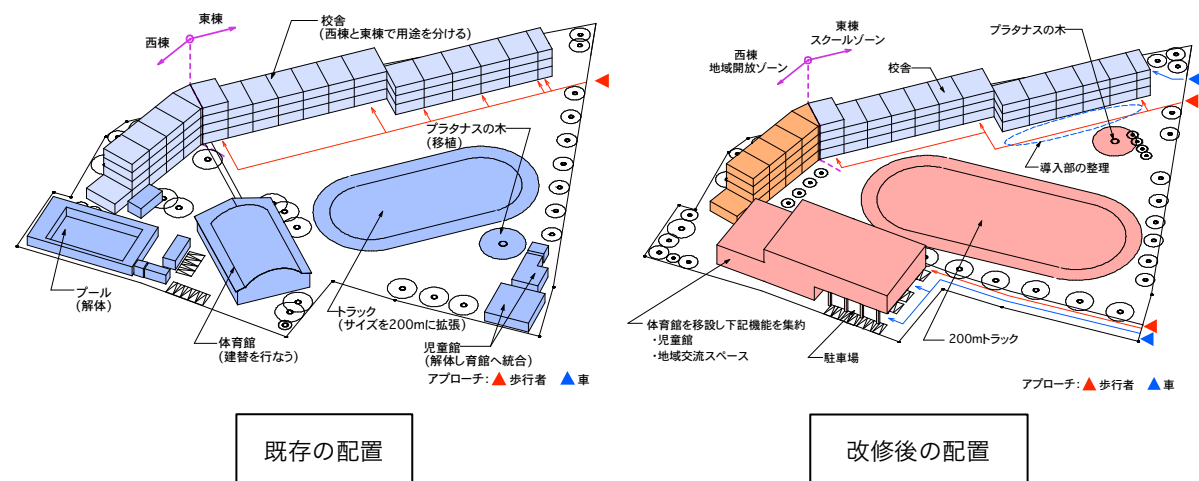 東棟
西棟
校舎
(西棟と東棟で用途を分ける)
プラタナスの木
(移植)
プール
(解体)
体育館
(建替を行なう)
トラック
(サイズを200mに拡張)
児童館
(解体し育館へ統合)
アプローチ: 歩行者 車
既存の配置
東棟
スクールゾーン
西棟
地域開放ゾーン
校舎
プラタナスの木
導入部の整理
体育館を移設し下記機能を集約
・児童館
・地域交流スペース
駐車場
200mトラック
アプローチ: 歩行者 車
改修後の配置